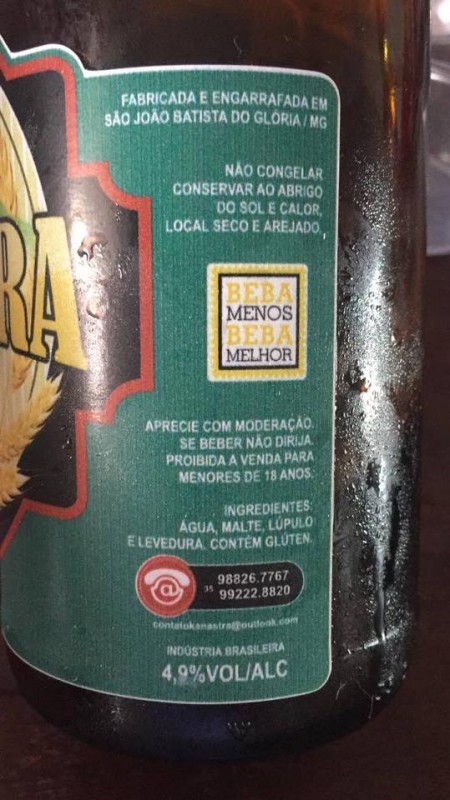 FABRICADA E ENGARRAFADA EM
SÃO JOÃO BATISTA DO GLÓRIA / MG
NÃO CONGELAR
CONSERVAR AO ABRIGO
DO SOL E CALOR,
LOCAL SECO E AREJADO.
RA
BEBA
MENOS
BEBA
MELHOR
APRECIE COM MODERAÇÃO.
SE BEBER NÃO DIRIJA.
PROIBIDA A VENDA PARA
MENORES DE 18 ANOS.
INGREDIENTES:
ÁGUA, MALTE, LÚPULO
E LEVEDURA. CONTÉM GLÚTEN.
98826.7767
35 99222.8820
contatokanastra@outlook.com
INDÚSTRIA BRASILEIRA
4,9%VOL/ALC